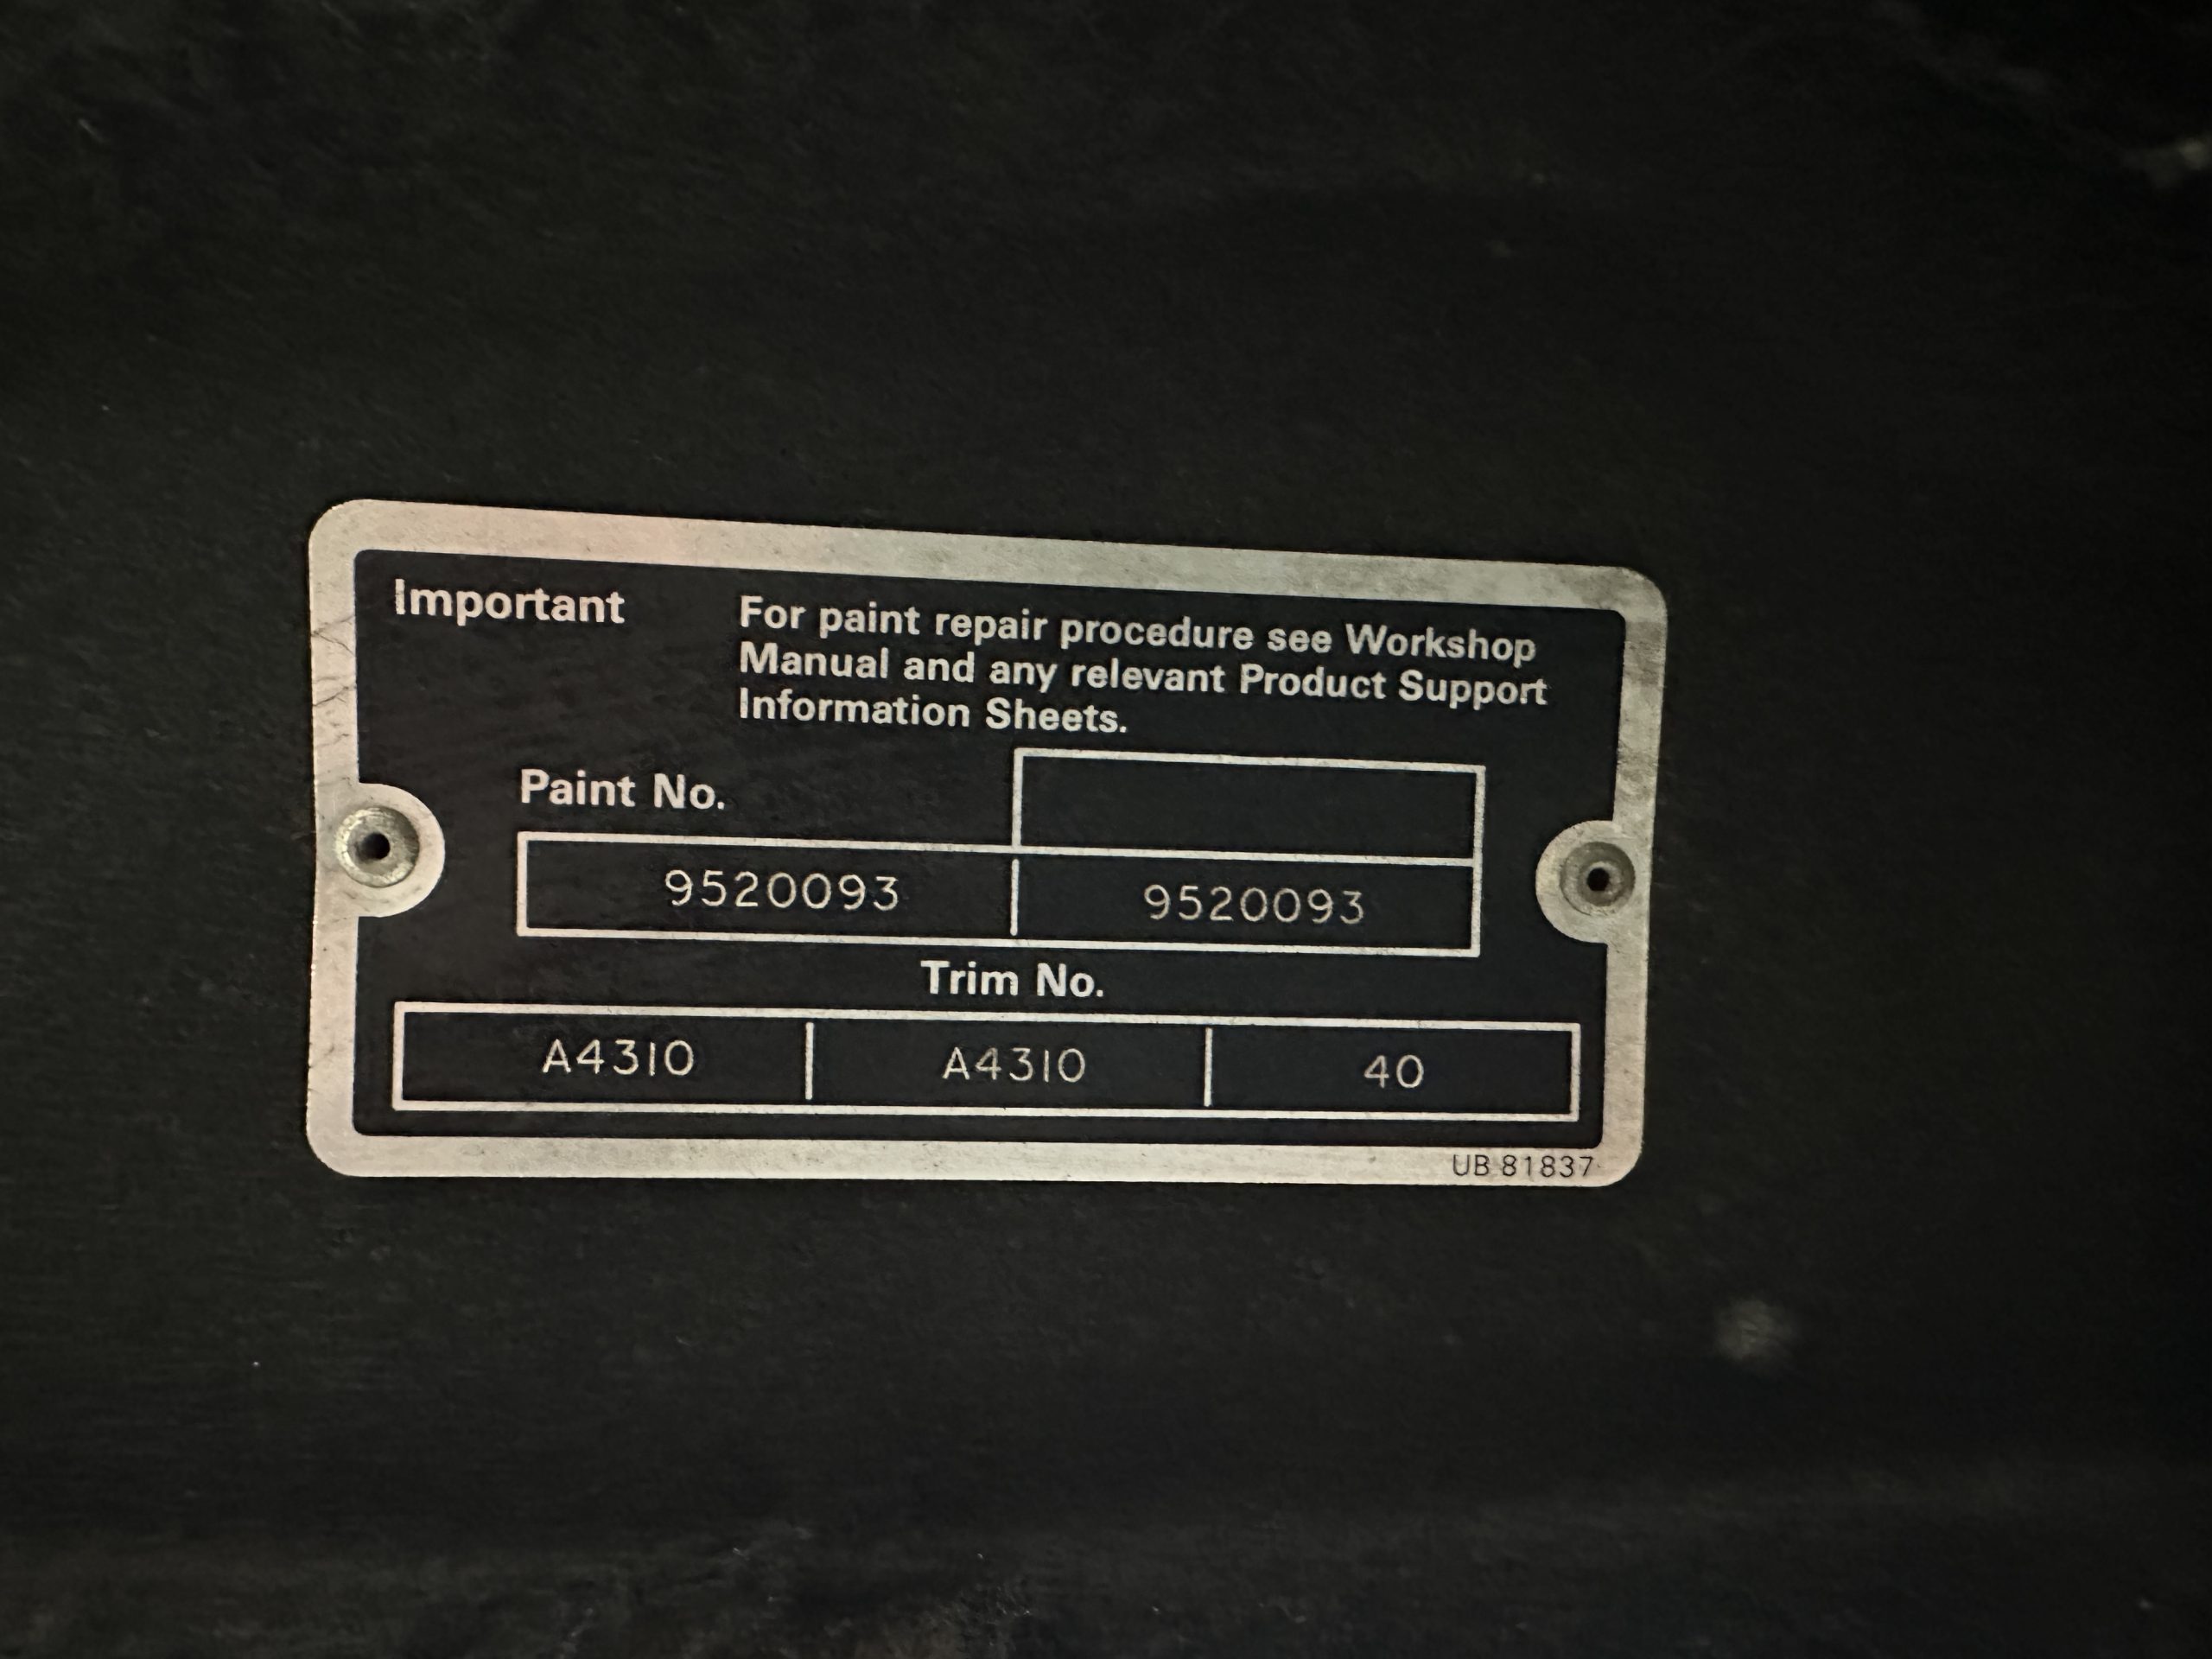 Important
For paint repair procedure see Workshop
Manual and any relevant Product Support
Information Sheets.
Paint No.
9520093 9520093
Trim No.
A4310 A4310 40
UB 81837